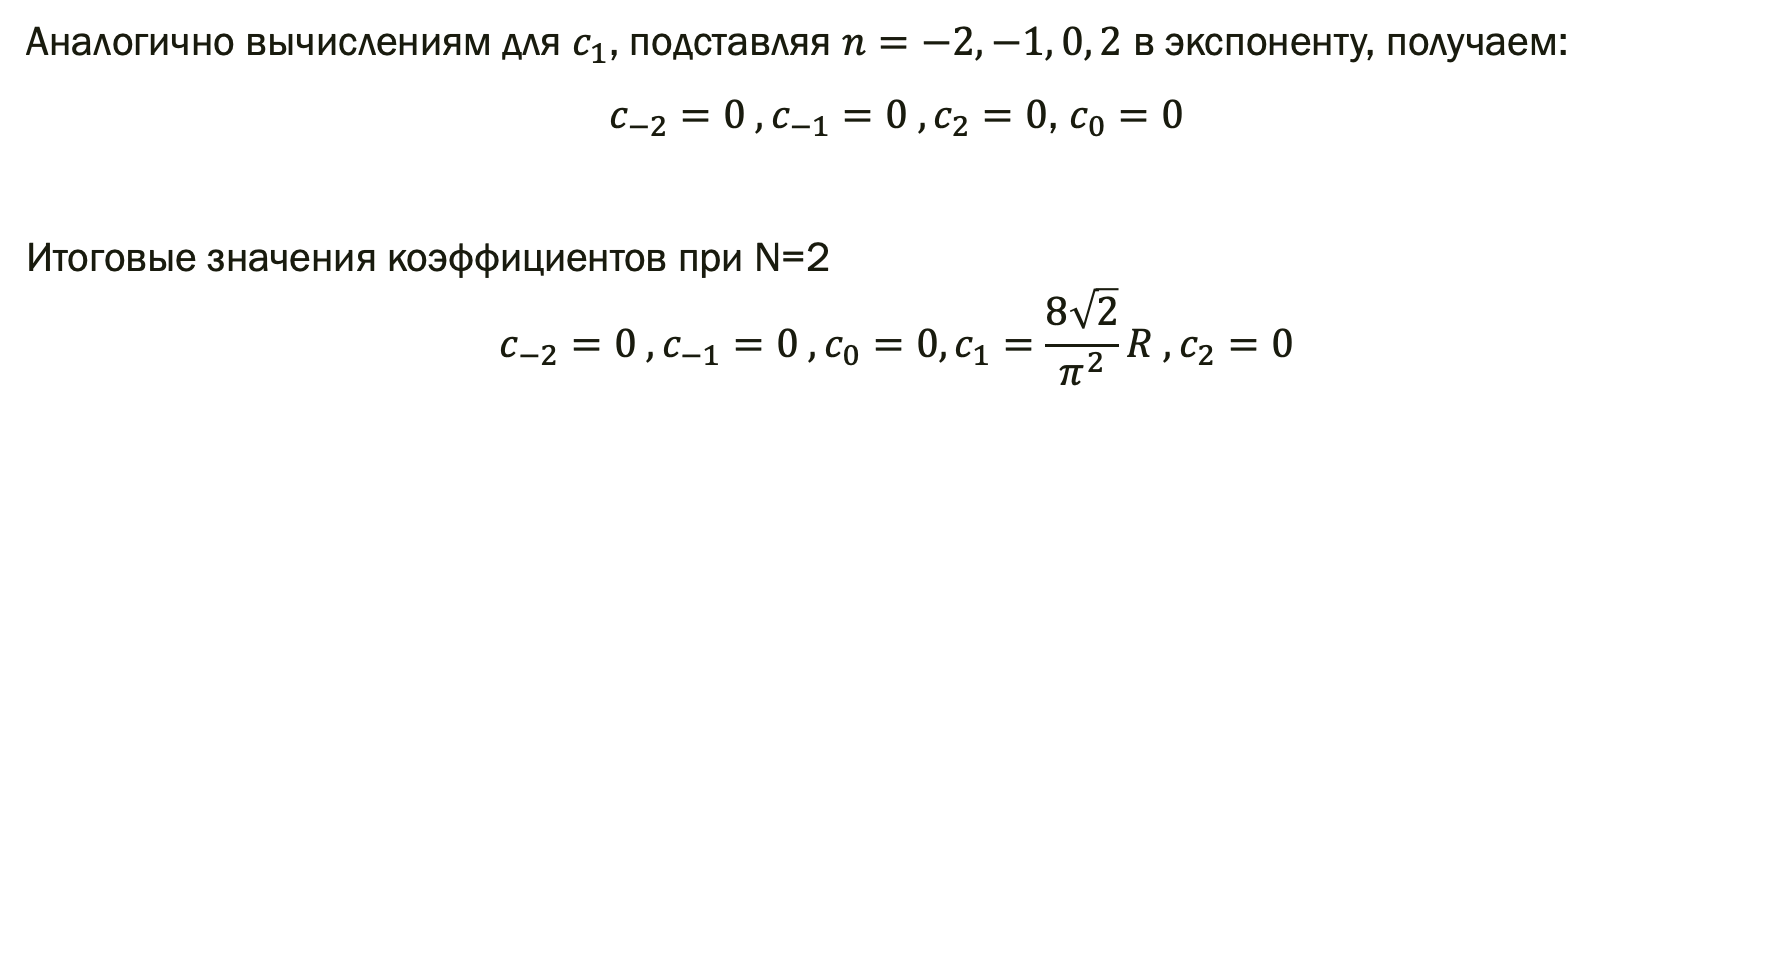 Аналогично вычислениям для c₁, подставляя n = −2, −1, 0, 2 в экспоненту, получаем:
c₋₂ = 0 , c₋₁ = 0 , c₂ = 0, c₀ = 0
Итоговые значения коэффициентов при N=2
c₋₂ = 0 , c₋₁ = 0 , c₀ = 0, c₁ = 8√2/π² R , c₂ = 0